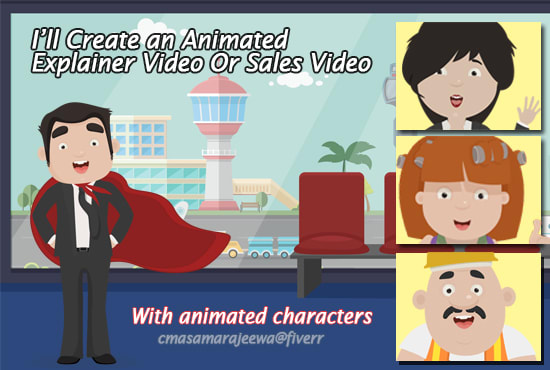 I'll Create an Animated
Explainer Video Or Sales Video
With animated characters
cmasamarajeewa@fiverr